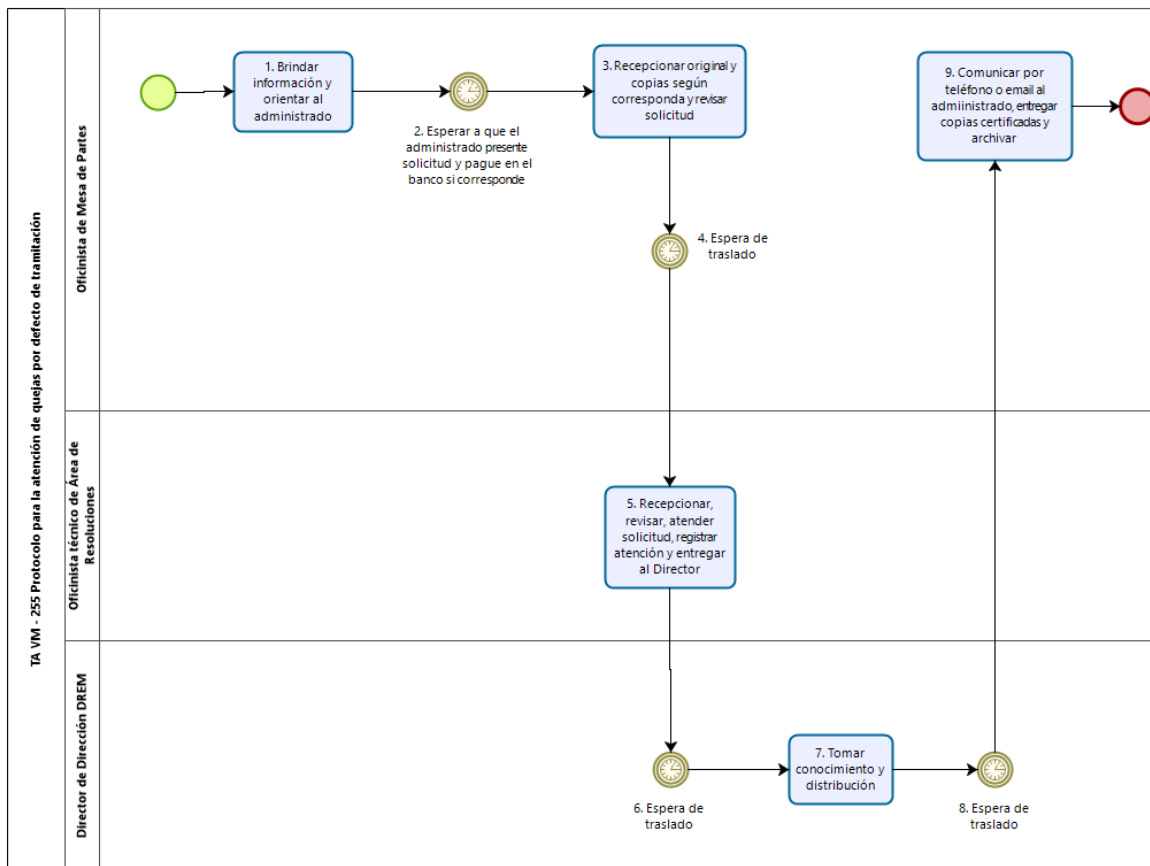 TA VM - 255 Protocolo para la atención de quejas por defecto de tramitación
Oficinista de Mesa de Partes
1. Brindar
información y
orientar al
administrado
2. Esperar a que el
administrado presente
solicitud y pague en el
banco si corresponde
3. Recepcionar original y
copias según
corresponda y revisar
solicitud
4. Espera de
traslado
9. Comunicar por
teléfono o email al
admiinistrado, entregar
copias certificadas y
archivar
Oficinista técnico de Área de
Resoluciones
5. Recepcionar,
revisar, atender
solicitud, registrar
atención y entregar
al Director
Director de Dirección DREM
6. Espera de
traslado
7. Tomar
conocimiento y
distribución
8. Espera de
traslado